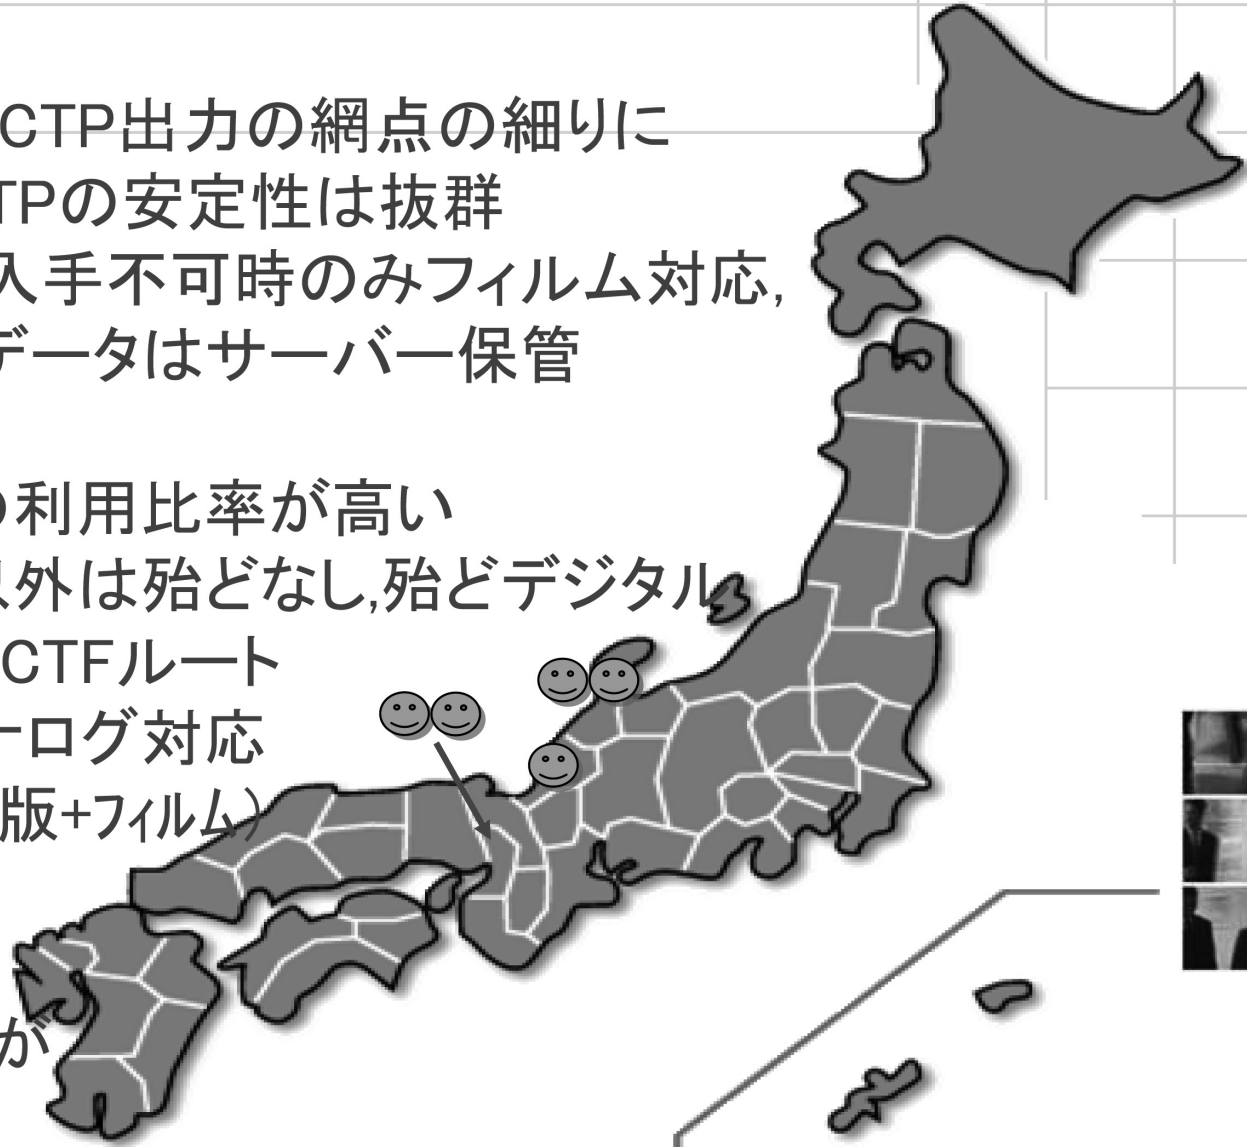 CTP出力の網点の細りに
TPの安定性は抜群
入手不可時のみフィルム対応,
データはサーバー保管
利用比率が高い
以外は殆どなし,殆どデジタル
CTFルート
ナログ対応
版+フィルム)
が